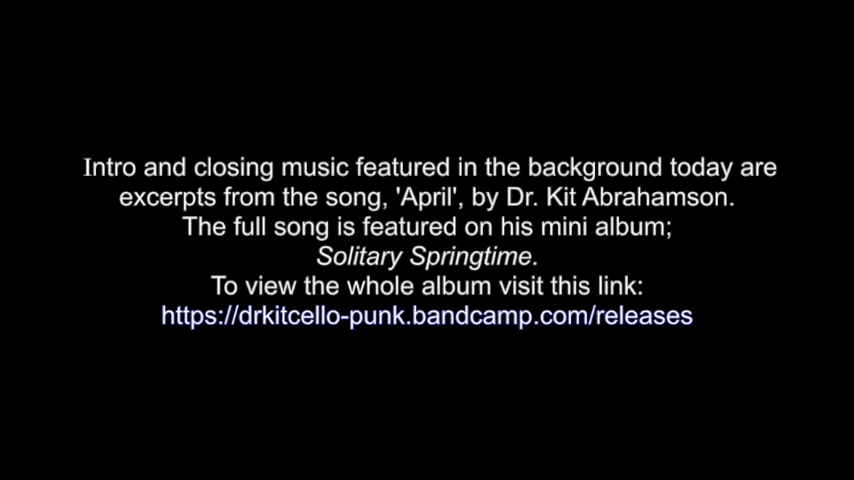 Intro and closing music featured in the background today are
excerpts from the song, 'April', by Dr. Kit Abrahamson.
The full song is featured on his mini album;
Solitary Springtime.
To view the whole album visit this link:
https://drkitcello-punk.bandcamp.com/releases